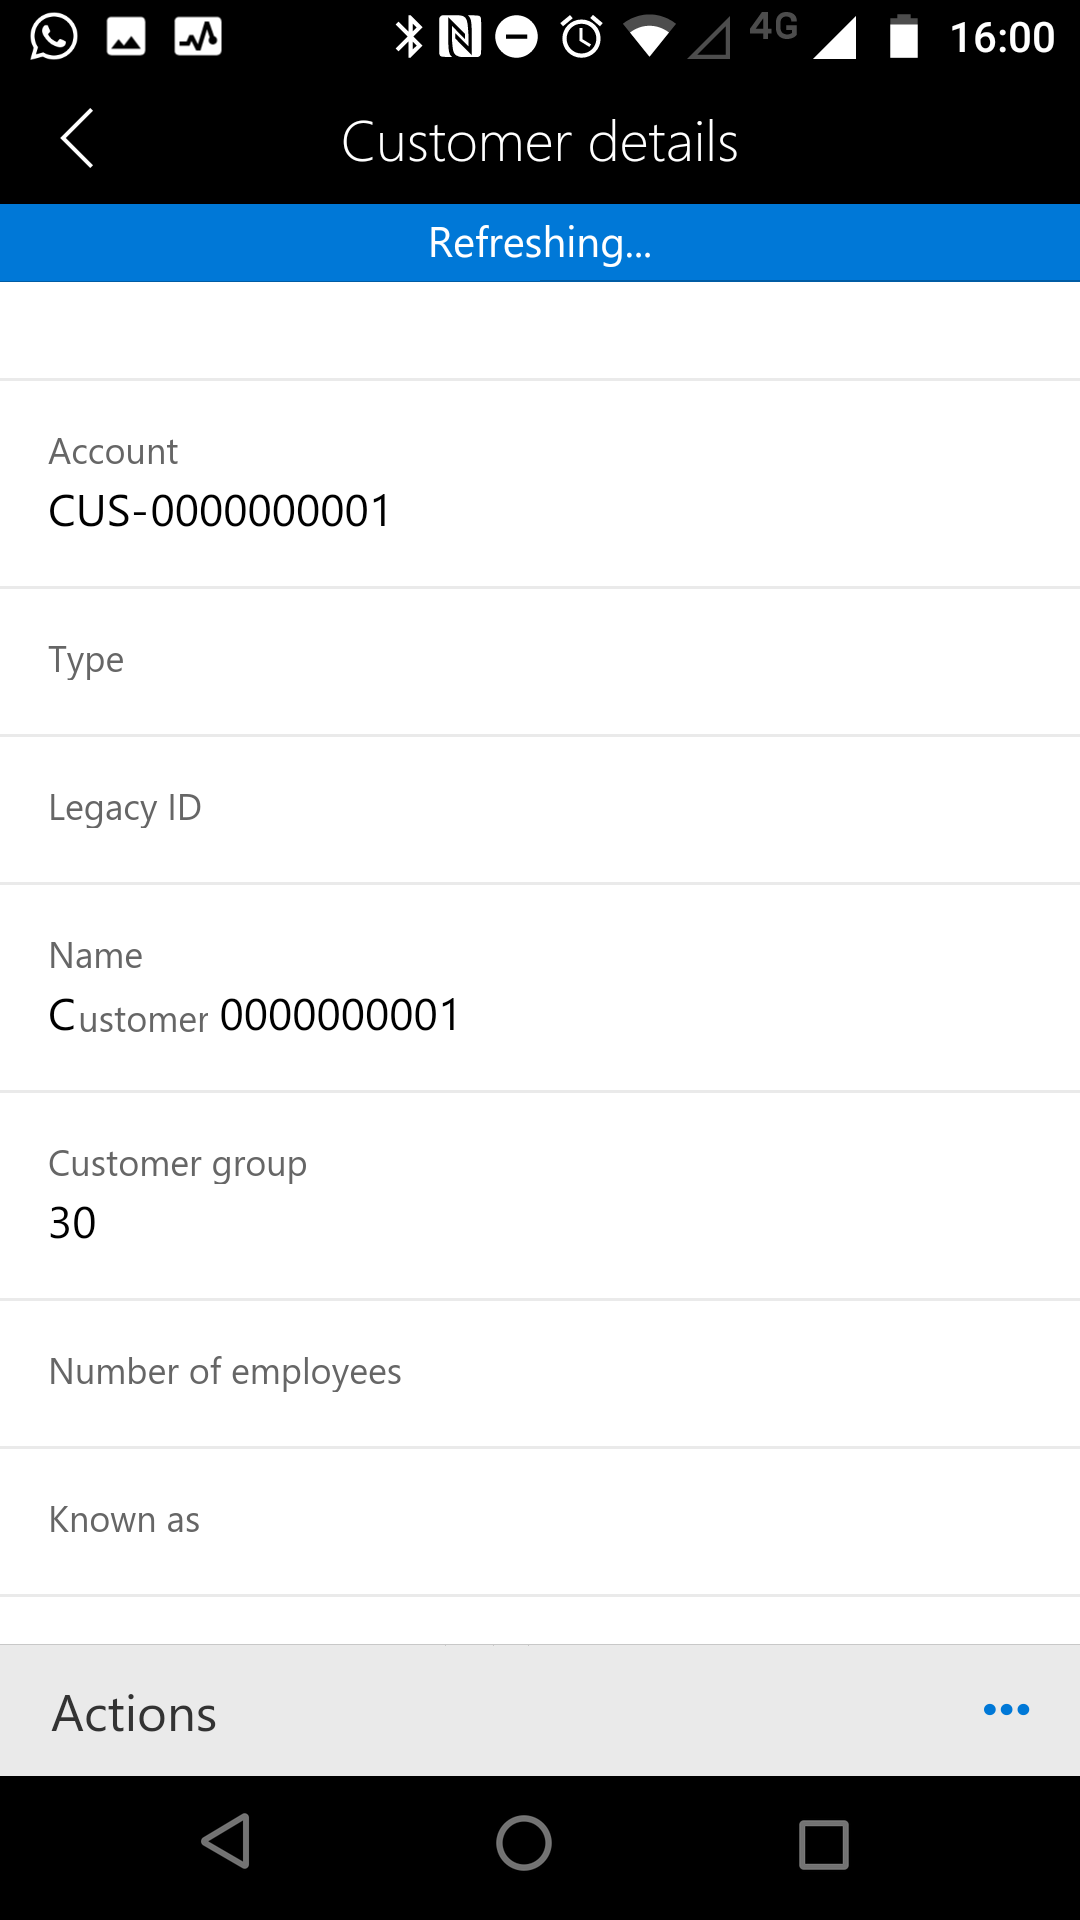 4G 16:00
Customer details
Refreshing...
Account
CUS-0000000001
Type
Legacy ID
Name
Customer 0000000001
Customer group
30
Number of employees
Known as
Actions